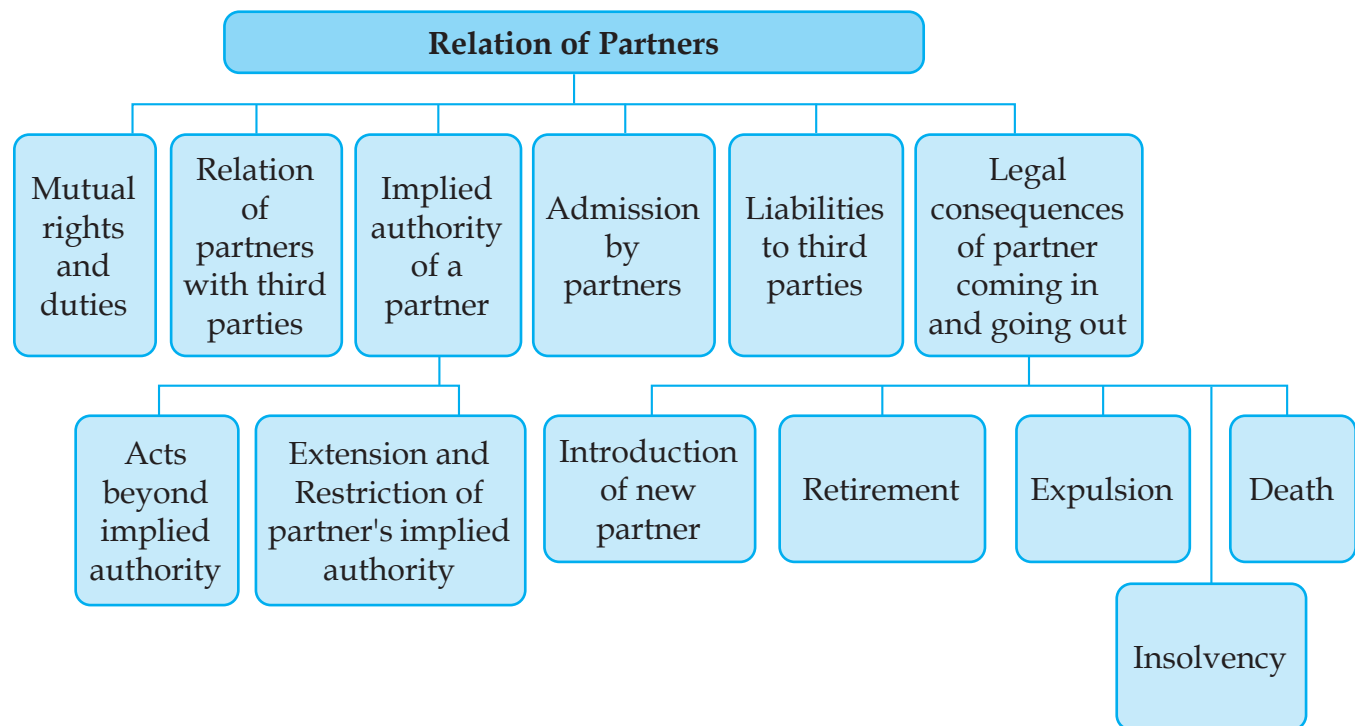 Relation of Partners
Mutual
rights
and
duties
Relation
of
partners
with third
parties
Implied
authority
of a
partner
Admission
by
partners
Liabilities
to third
parties
Legal
consequences
of partner
coming in
and going out
Acts
beyond
implied
authority
Extension and
Restriction of
partner's implied
authority
Introduction
of new
partner
Retirement
Expulsion
Death
Insolvency